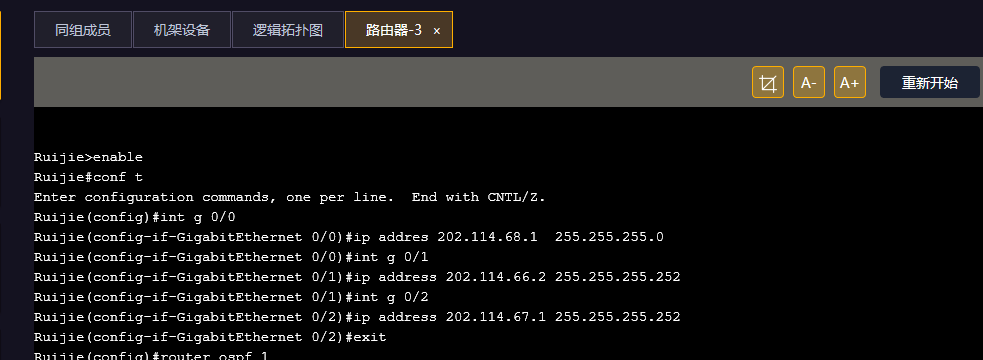 同组成员 机架设备 逻辑拓扑图 路由器-3 ×
A- A+ 重新开始
Ruijie>enable
Ruijie#conf t
Enter configuration commands, one per line.  End with CNTL/Z.
Ruijie(config)#int g 0/0
Ruijie(config-if-GigabitEthernet 0/0)#ip addres 202.114.68.1  255.255.255.0
Ruijie(config-if-GigabitEthernet 0/0)#int g 0/1
Ruijie(config-if-GigabitEthernet 0/1)#ip address 202.114.66.2 255.255.255.252
Ruijie(config-if-GigabitEthernet 0/1)#int g 0/2
Ruijie(config-if-GigabitEthernet 0/2)#ip address 202.114.67.1 255.255.255.252
Ruijie(config-if-GigabitEthernet 0/2)#exit
Ruijie(config)#router ospf 1